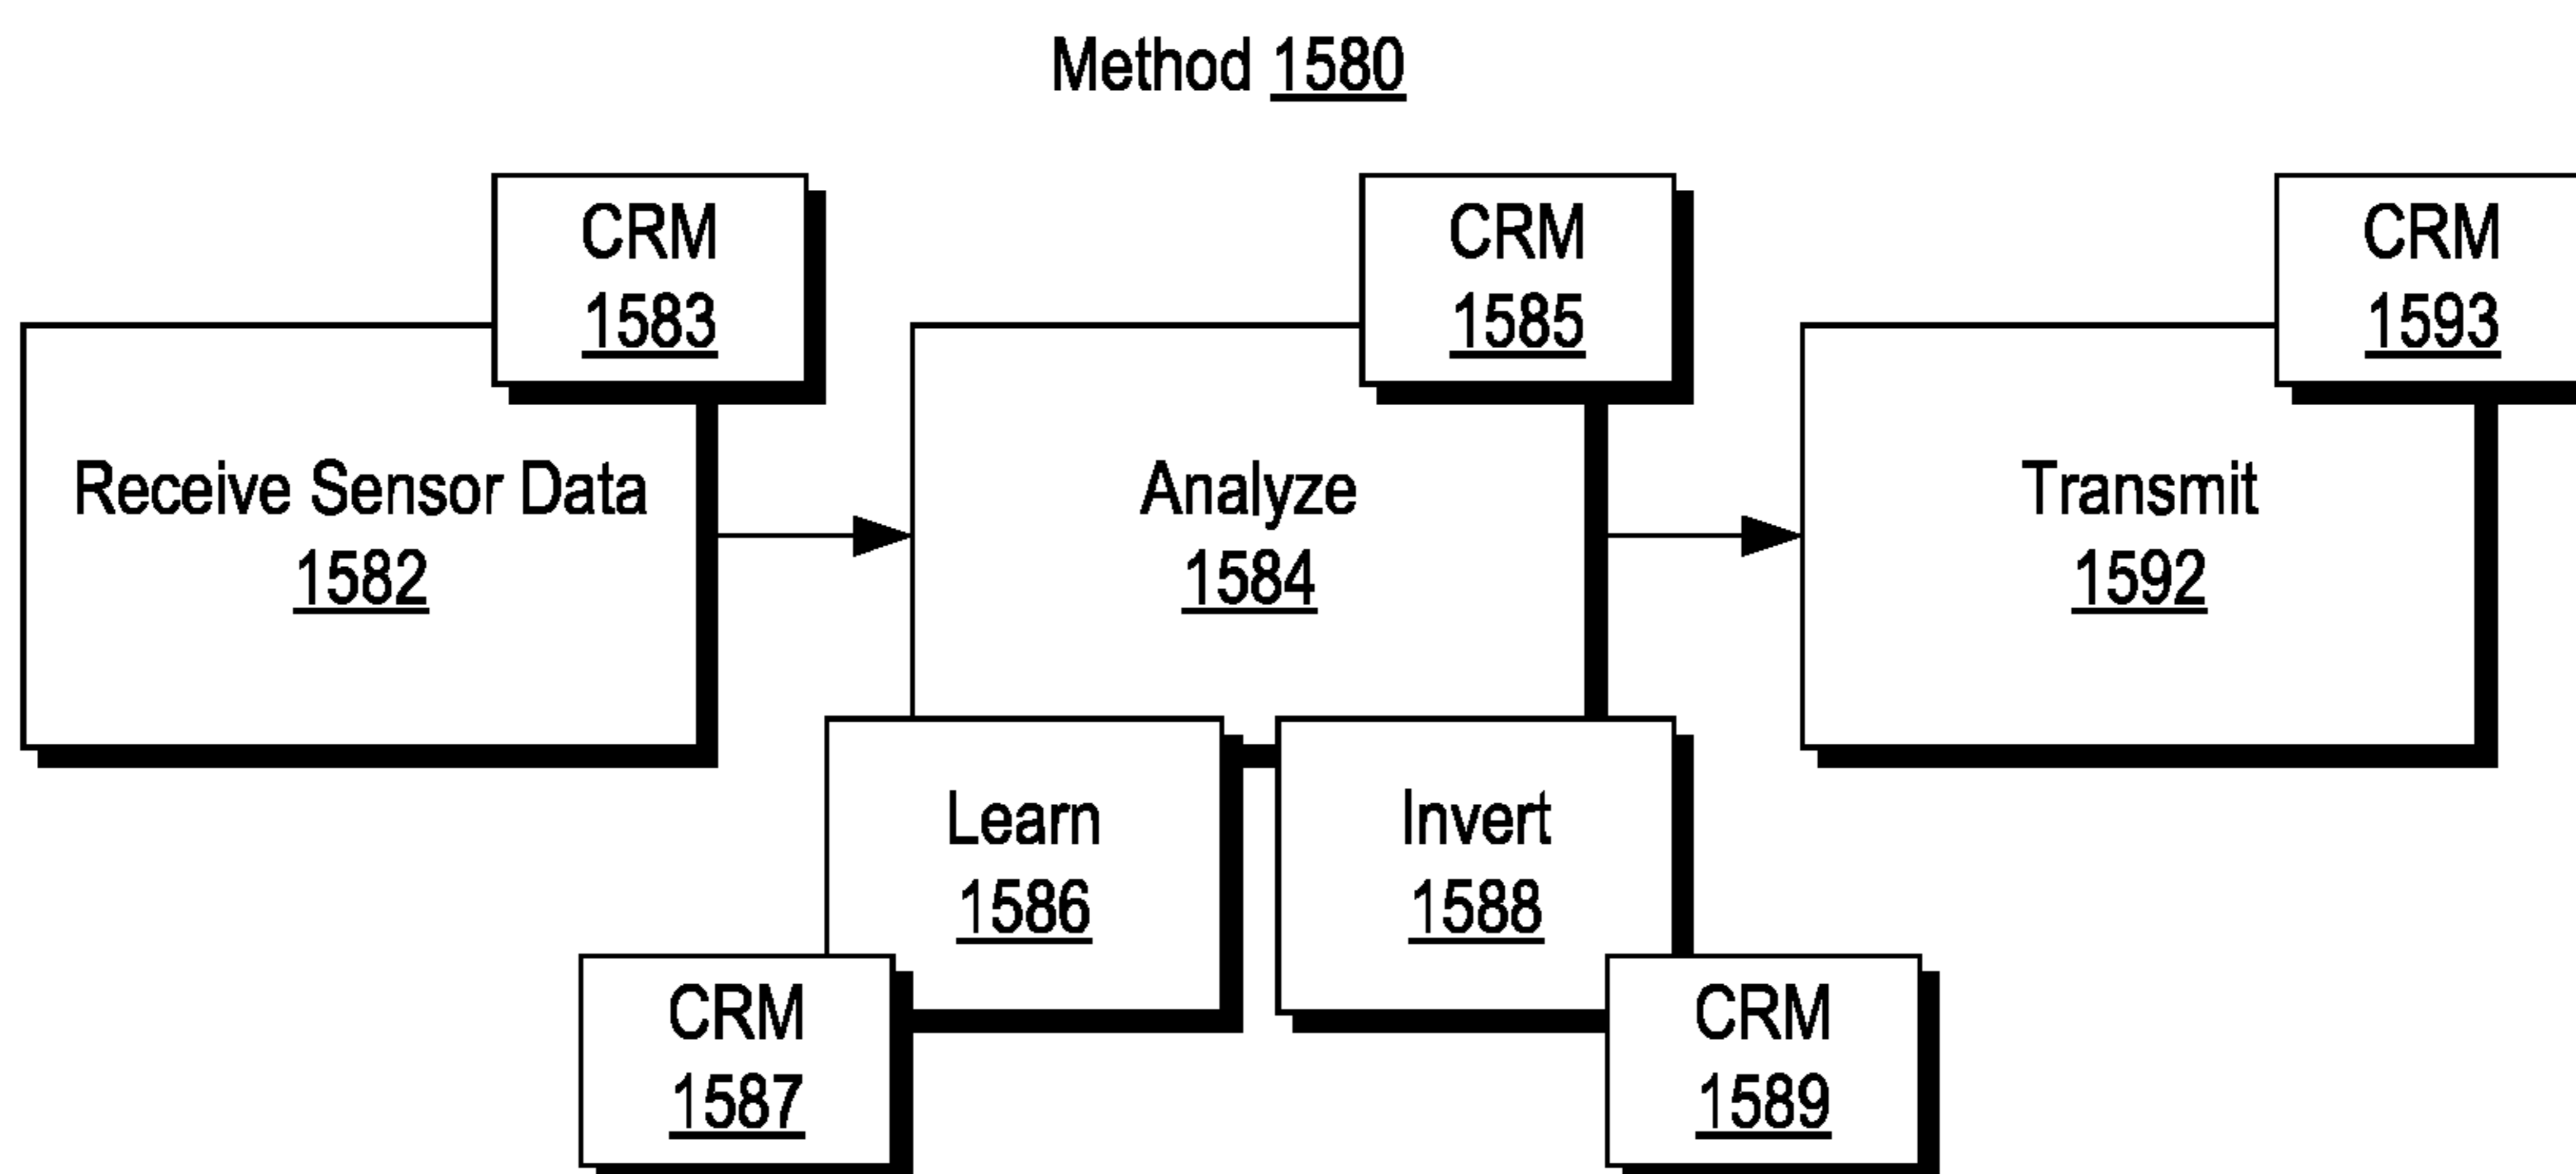 Method 1580
CRM
1583
Receive Sensor Data
1582
CRM
1585
Analyze
1584
CRM
1593
Transmit
1592
Learn
1586
CRM
1587
Invert
1588
CRM
1589